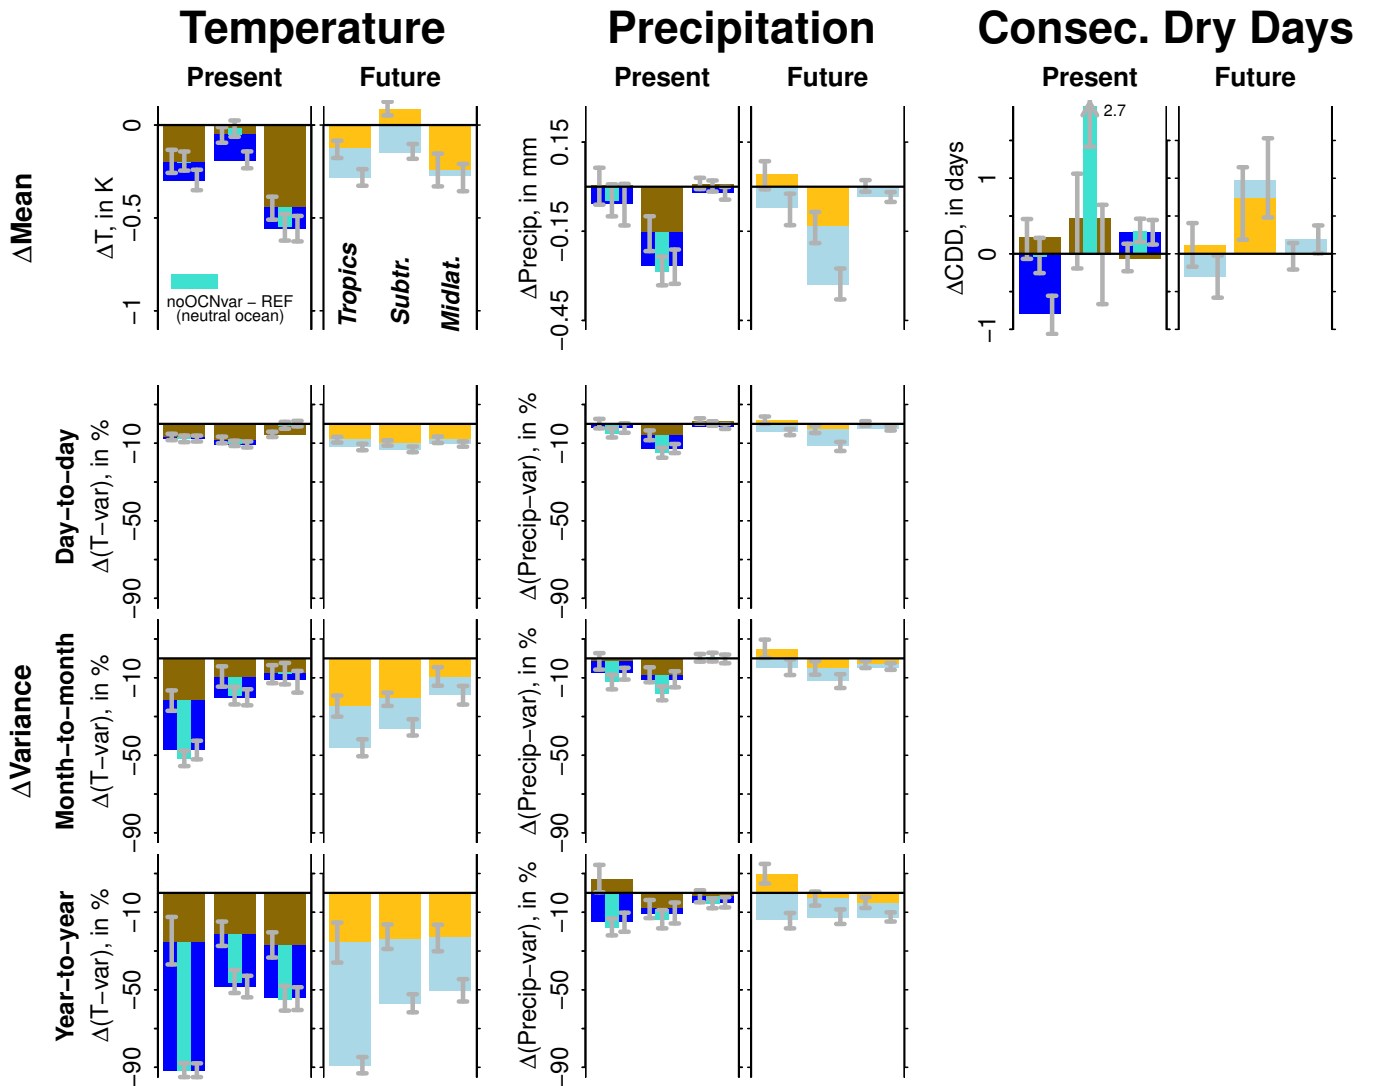 Temperature Precipitation Consec. Dry Days
Present Future Present Future Present Future
ΔMean
ΔT, in K
0
−0.5
−1
noOCNvar − REF
(neutral ocean)
Tropics
Subtr.
Midlat.
ΔPrecip, in mm
0.15
−0.15
−0.45
ΔCDD, in days
1
0
−1
2.7
ΔVariance
Day−to−day
Δ(T−var), in %
−10
−50
−90
Δ(Precip−var), in %
−10
−50
−90
Month−to−month
Δ(T−var), in %
−10
−50
−90
Δ(Precip−var), in %
−10
−50
−90
Year−to−year
Δ(T−var), in %
−10
−50
−90
Δ(Precip−var), in %
−10
−50
−90